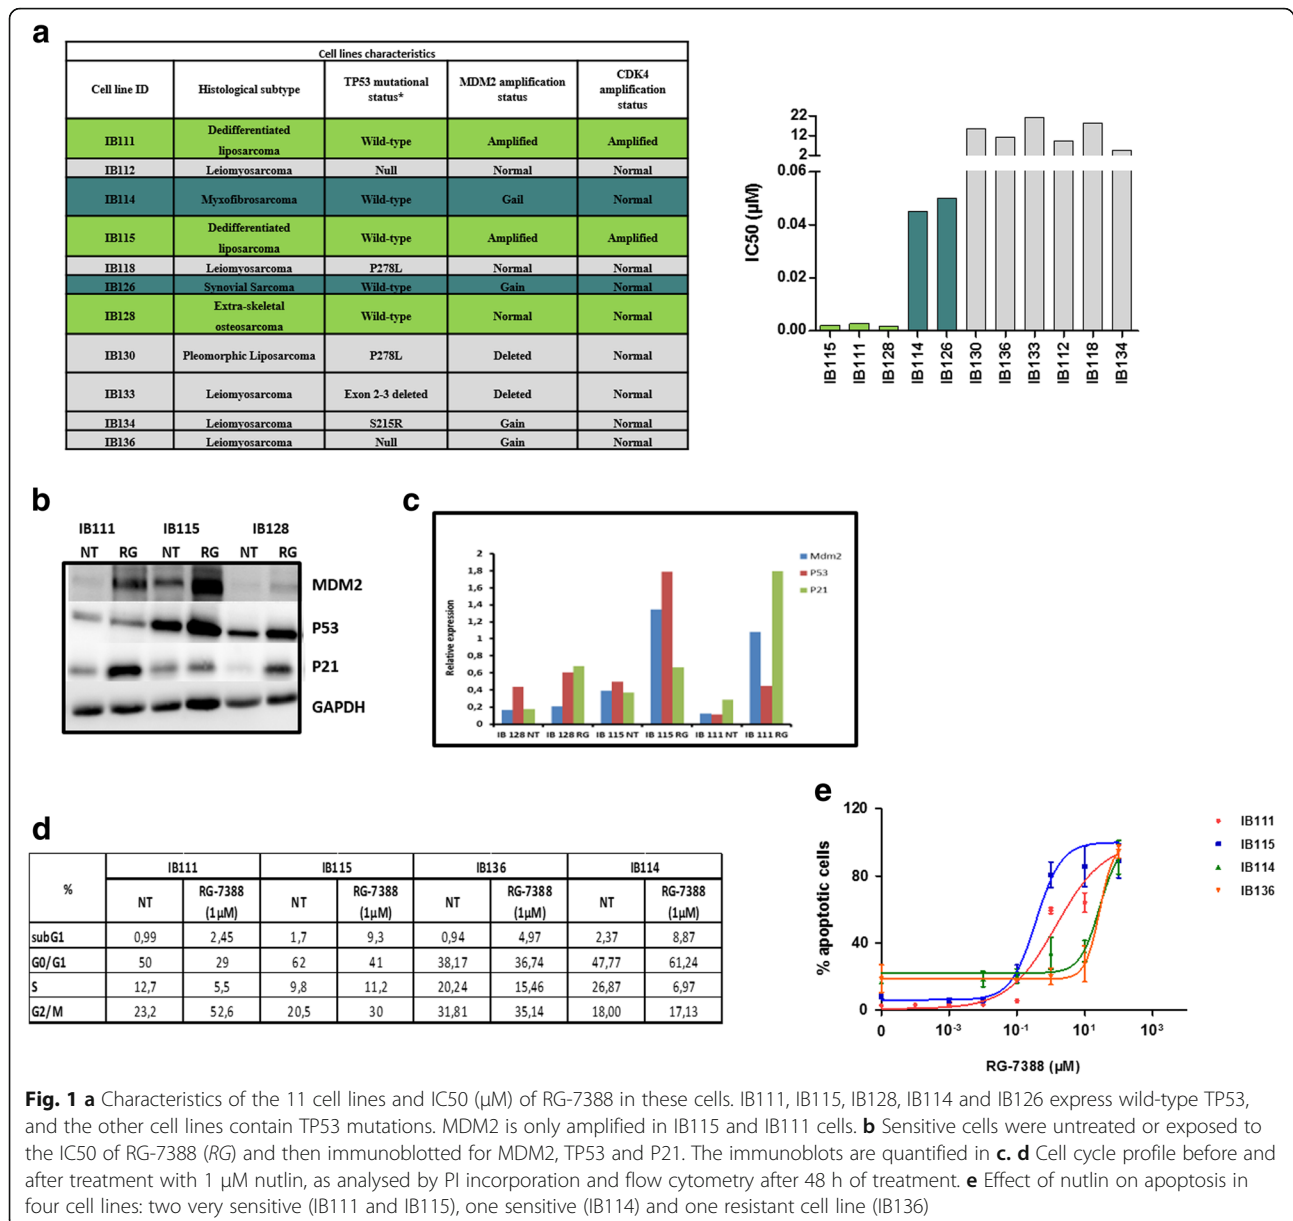 a
Cell lines characteristics
Cell line ID Histological subtype TP53 mutational status* MDM2 amplification status CDK4 amplification status
IB111 Dedifferentiated liposarcoma Wild-type Amplified Amplified
IB112 Leiomyosarcoma Null Normal Normal
IB114 Myxofibrosarcoma Wild-type Gail Normal
IB115 Dedifferentiated liposarcoma Wild-type Amplified Amplified
IB118 Leiomyosarcoma P278L Normal Normal
IB126 Synovial Sarcoma Wild-type Gain Normal
IB128 Extra-skeletal osteosarcoma Wild-type Normal Normal
IB130 Pleomorphic Liposarcoma P278L Deleted Normal
IB133 Leiomyosarcoma Exon 2-3 deleted Deleted Normal
IB134 Leiomyosarcoma S215R Gain Normal
IB136 Leiomyosarcoma Null Gain Normal
22
12
2
0.06
0.04
0.02
0.00
IC50 (µM)
IB115 IB111 IB128 IB114 IB126 IB130 IB136 IB133 IB112 IB118 IB134
b
IB111 IB115 IB128
NT RG NT RG NT RG
MDM2
P53
P21
GAPDH
c
2
1,8
1,6
1,4
1,2
1
0,8
0,6
0,4
0,2
0
Relative expression
IB 128 NT IB 128 RG IB 115 NT IB 115 RG IB 111 NT IB 111 RG
Mdm2
P53
P21
d
% IB111 IB115 IB136 IB114
NT RG-7388 (1µM) NT RG-7388 (1µM) NT RG-7388 (1µM) NT RG-7388 (1µM)
subG1 0,99 2,45 1,7 9,3 0,94 4,97 2,37 8,87
G0/G1 50 29 62 41 38,17 36,74 47,77 61,24
S 12,7 5,5 9,8 11,2 20,24 15,46 26,87 6,97
G2/M 23,2 52,6 20,5 30 31,81 35,14 18,00 17,13
e
120
80
40
0
% apoptotic cells
0 10-3 10-1 101 103
RG-7388 (µM)
IB111
IB115
IB114
IB136
Fig. 1 a Characteristics of the 11 cell lines and IC50 (µM) of RG-7388 in these cells. IB111, IB115, IB128, IB114 and IB126 express wild-type TP53,
and the other cell lines contain TP53 mutations. MDM2 is only amplified in IB115 and IB111 cells. b Sensitive cells were untreated or exposed to
the IC50 of RG-7388 (RG) and then immunoblotted for MDM2, TP53 and P21. The immunoblots are quantified in c. d Cell cycle profile before and
after treatment with 1 µM nutlin, as analysed by PI incorporation and flow cytometry after 48 h of treatment. e Effect of nutlin on apoptosis in
four cell lines: two very sensitive (IB111 and IB115), one sensitive (IB114) and one resistant cell line (IB136)